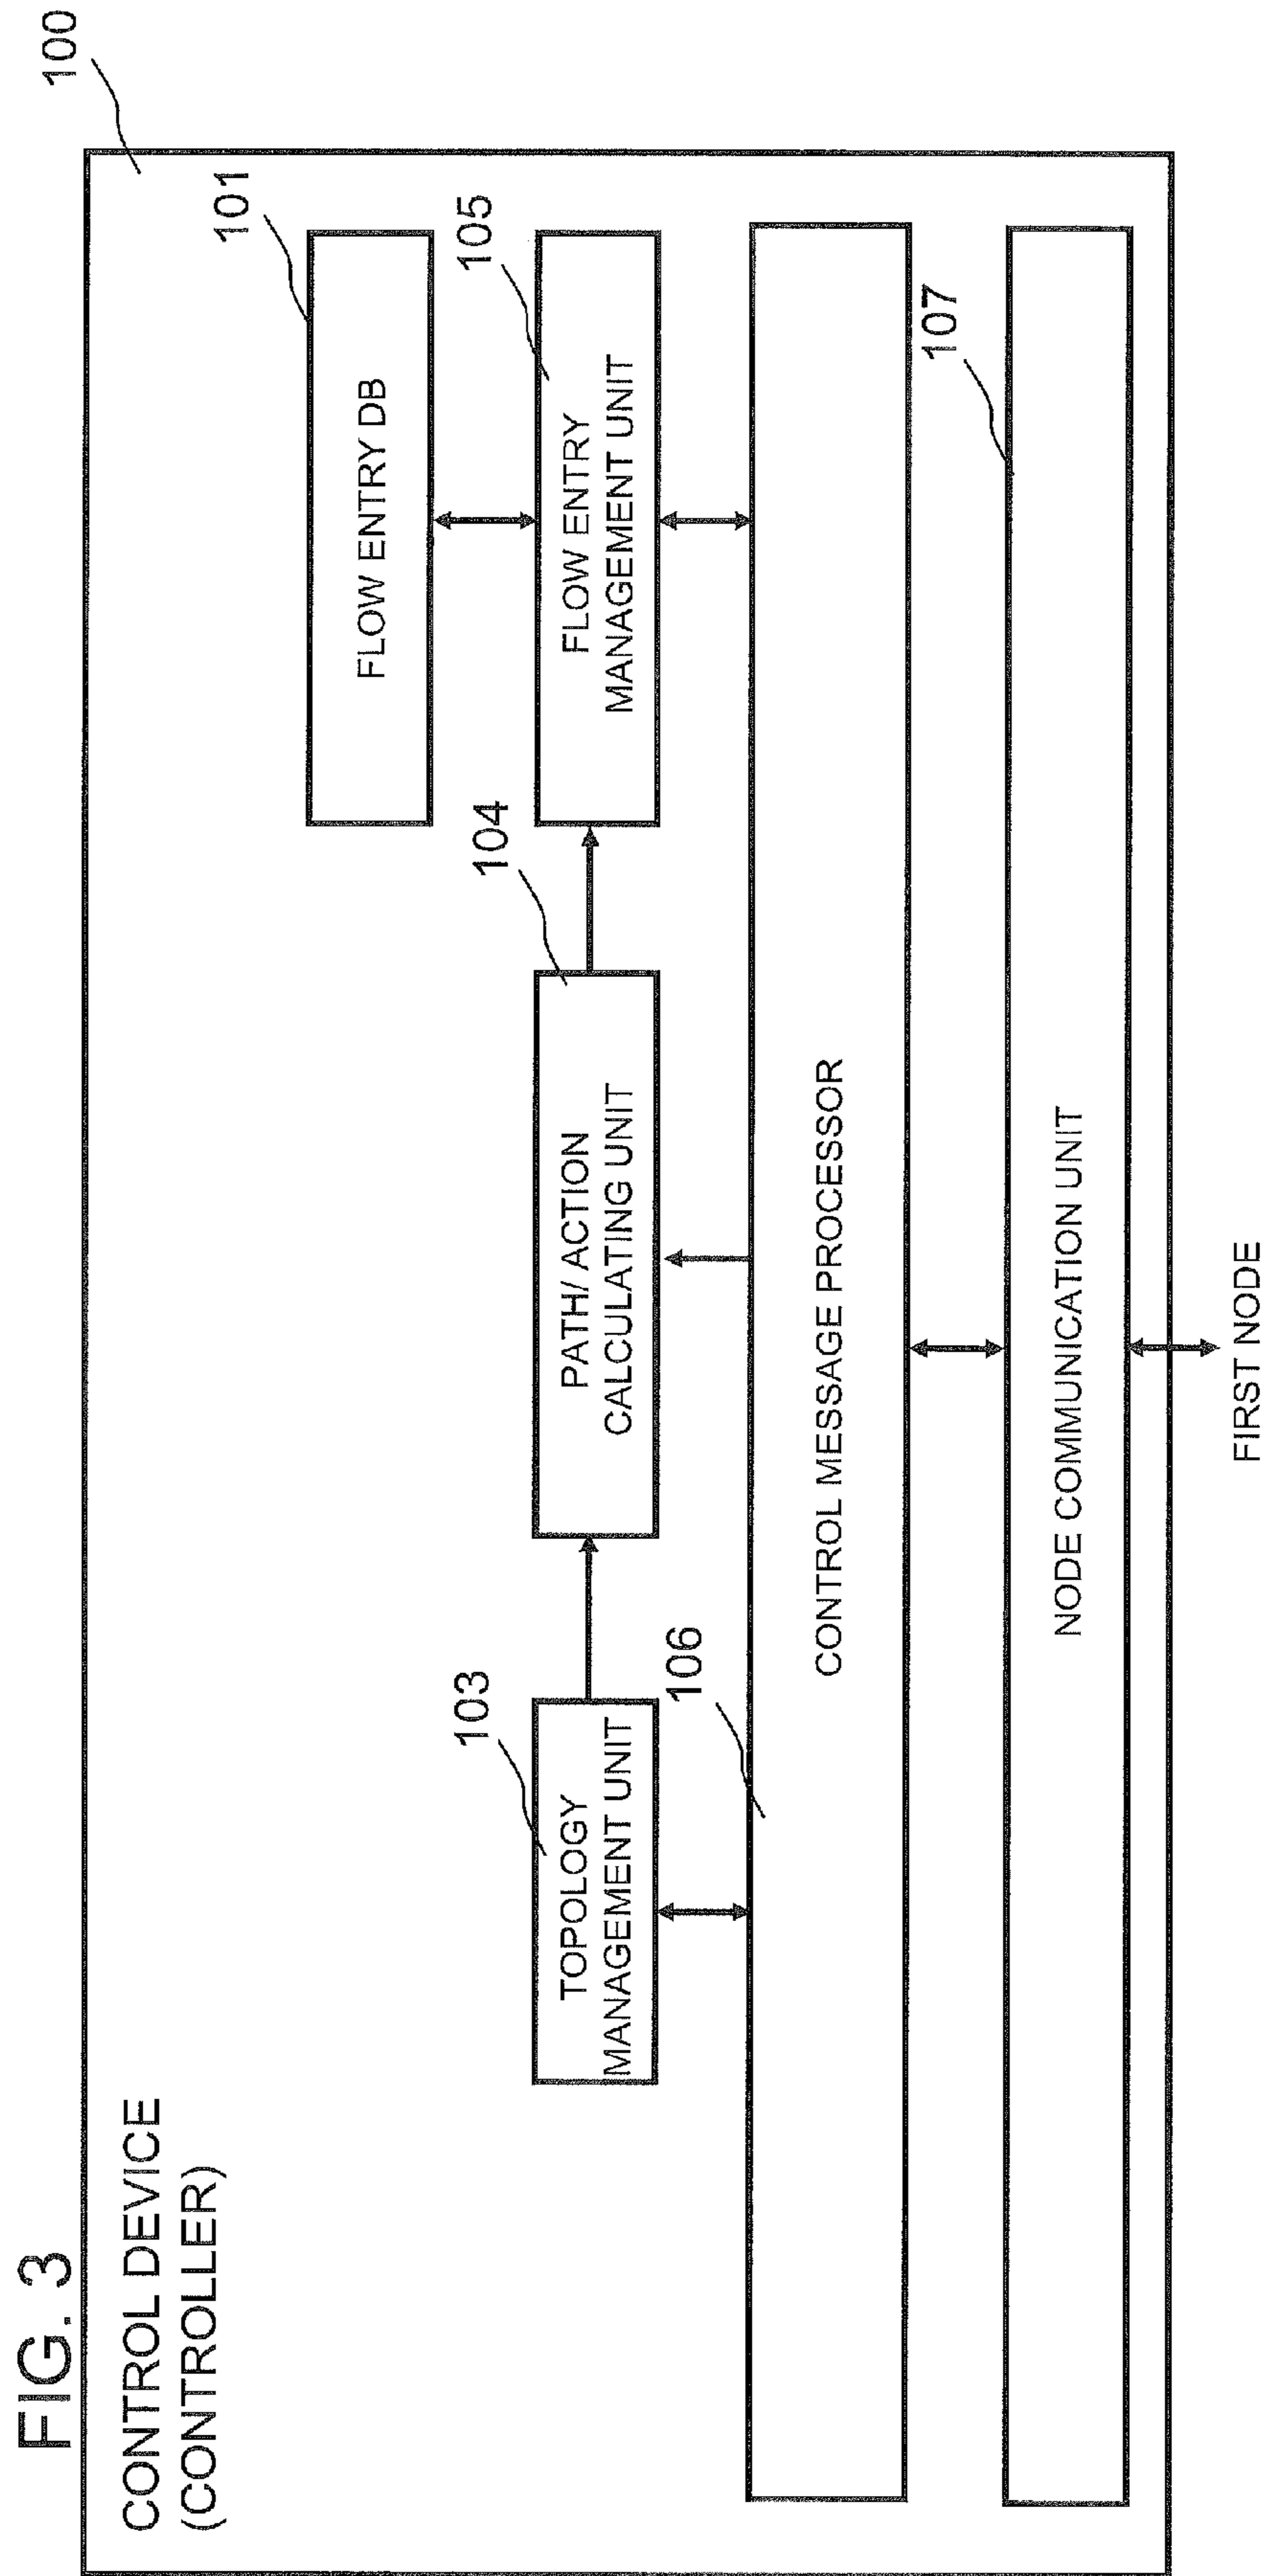 FIG. 3
100
CONTROL DEVICE
(CONTROLLER)
101
FLOW ENTRY DB
103
TOPOLOGY
MANAGEMENT UNIT
104
PATH/ ACTION
CALCULATING UNIT
105
FLOW ENTRY
MANAGEMENT UNIT
106
CONTROL MESSAGE PROCESSOR
107
NODE COMMUNICATION UNIT
FIRST NODE